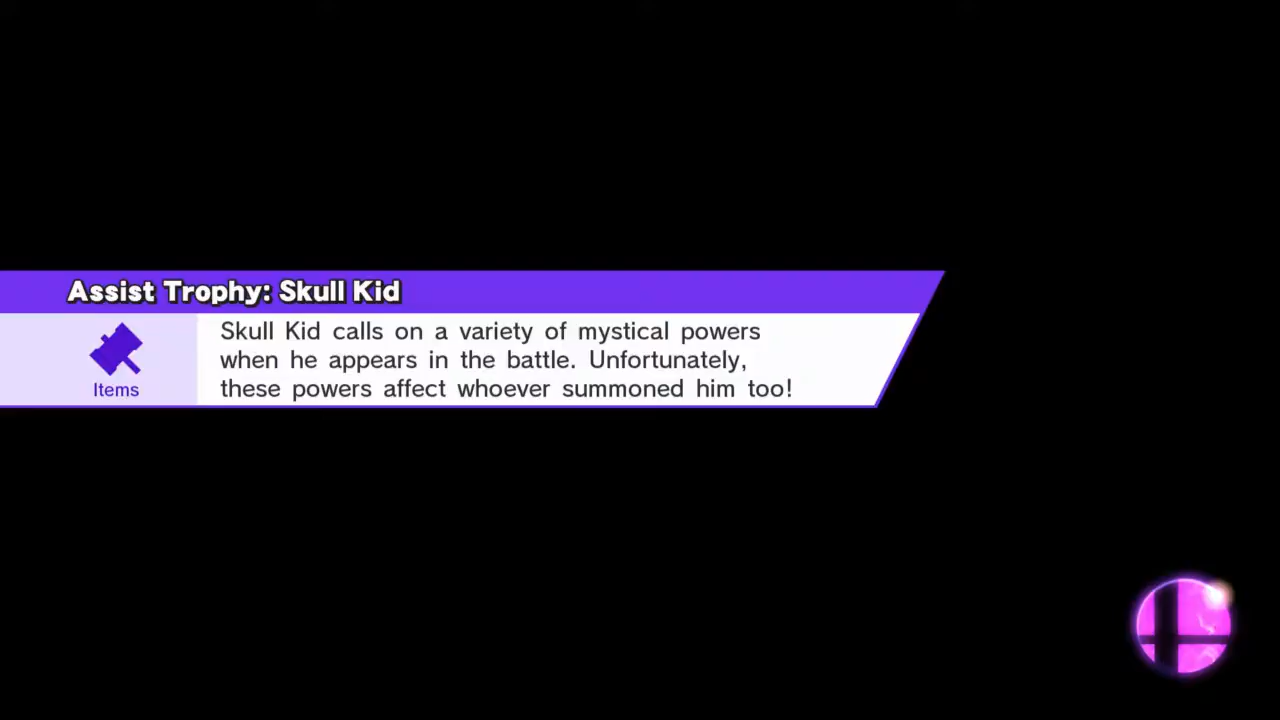 Assist Trophy: Skull Kid
Skull Kid calls on a variety of mystical powers
when he appears in the battle. Unfortunately,
these powers affect whoever summoned him too!
Items